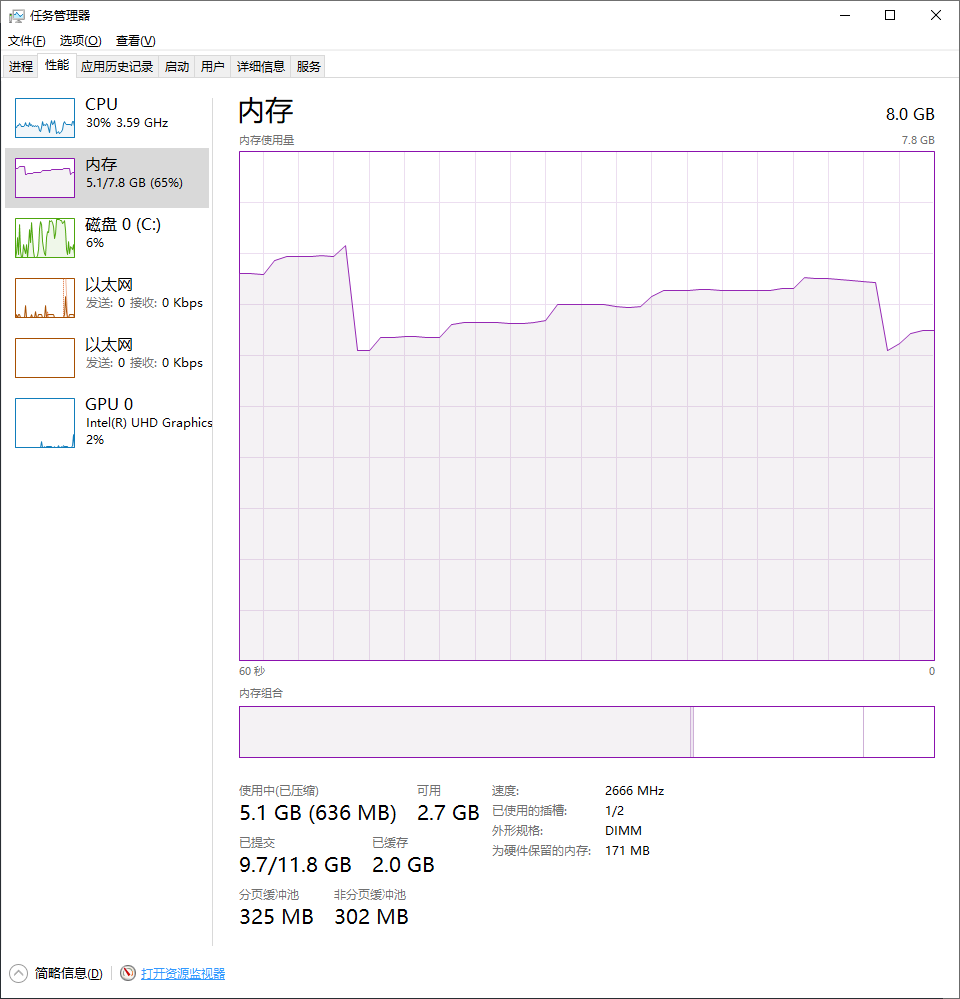 任务管理器
文件(F) 选项(O) 查看(V)
进程 性能 应用历史记录 启动 用户 详细信息 服务
CPU
30% 3.59 GHz
内存
5.1/7.8 GB (65%)
磁盘 0 (C:)
6%
以太网
发送: 0 接收: 0 Kbps
以太网
发送: 0 接收: 0 Kbps
GPU 0
Intel(R) UHD Graphics
2%
内存 8.0 GB
内存使用量 7.8 GB
60 秒 0
内存组合
使用中(已压缩) 可用
5.1 GB (636 MB) 2.7 GB
已提交 已缓存
9.7/11.8 GB 2.0 GB
分页缓冲池 非分页缓冲池
325 MB 302 MB
速度: 2666 MHz
已使用的插槽: 1/2
外形规格: DIMM
为硬件保留的内存: 171 MB
简略信息(D) 打开资源监视器